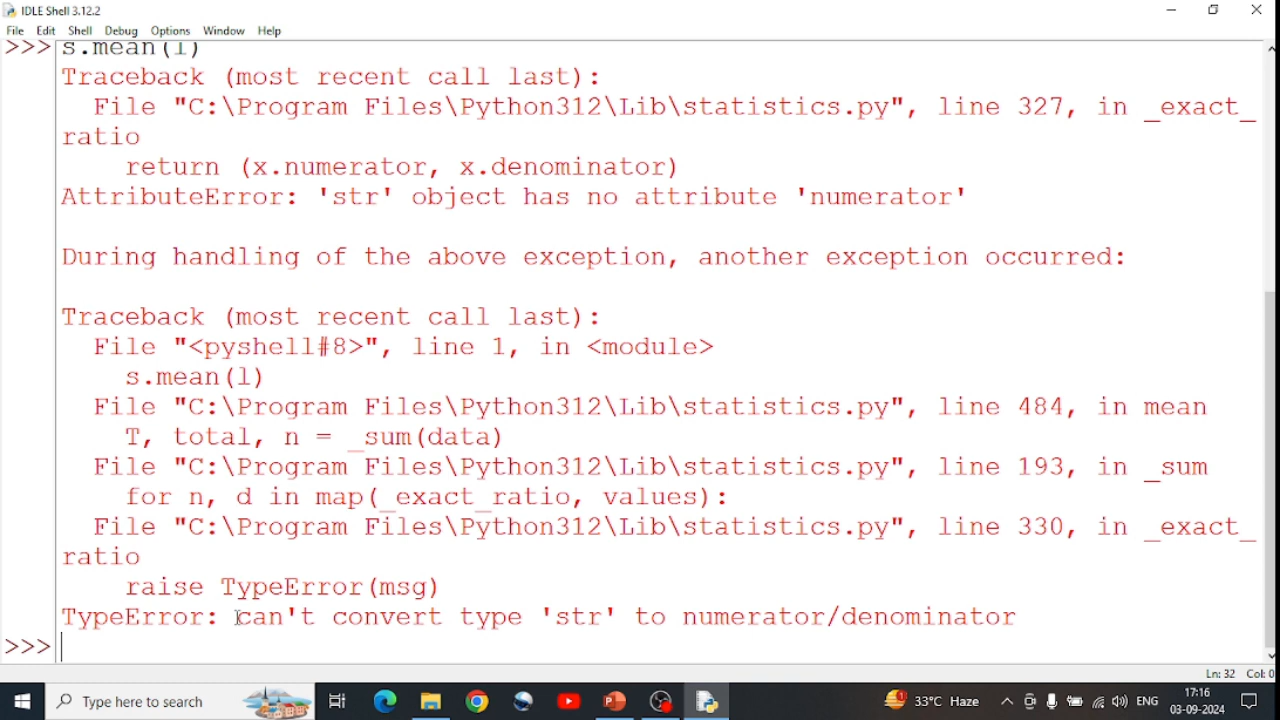 IDLE Shell 3.12.2
File Edit Shell Debug Options Window Help
>>> s.mean(l)
Traceback (most recent call last):
  File "C:\Program Files\Python312\Lib\statistics.py", line 327, in _exact_
ratio
    return (x.numerator, x.denominator)
AttributeError: 'str' object has no attribute 'numerator'
During handling of the above exception, another exception occurred:
Traceback (most recent call last):
  File "<pyshell#8>", line 1, in <module>
    s.mean(l)
  File "C:\Program Files\Python312\Lib\statistics.py", line 484, in mean
    T, total, n = _sum(data)
  File "C:\Program Files\Python312\Lib\statistics.py", line 193, in _sum
    for n, d in map(_exact_ratio, values):
  File "C:\Program Files\Python312\Lib\statistics.py", line 330, in _exact_
ratio
    raise TypeError(msg)
TypeError: can't convert type 'str' to numerator/denominator
>>>
Ln: 32 Col: 0
Type here to search
33°C Haze
ENG
17:16
03-09-2024